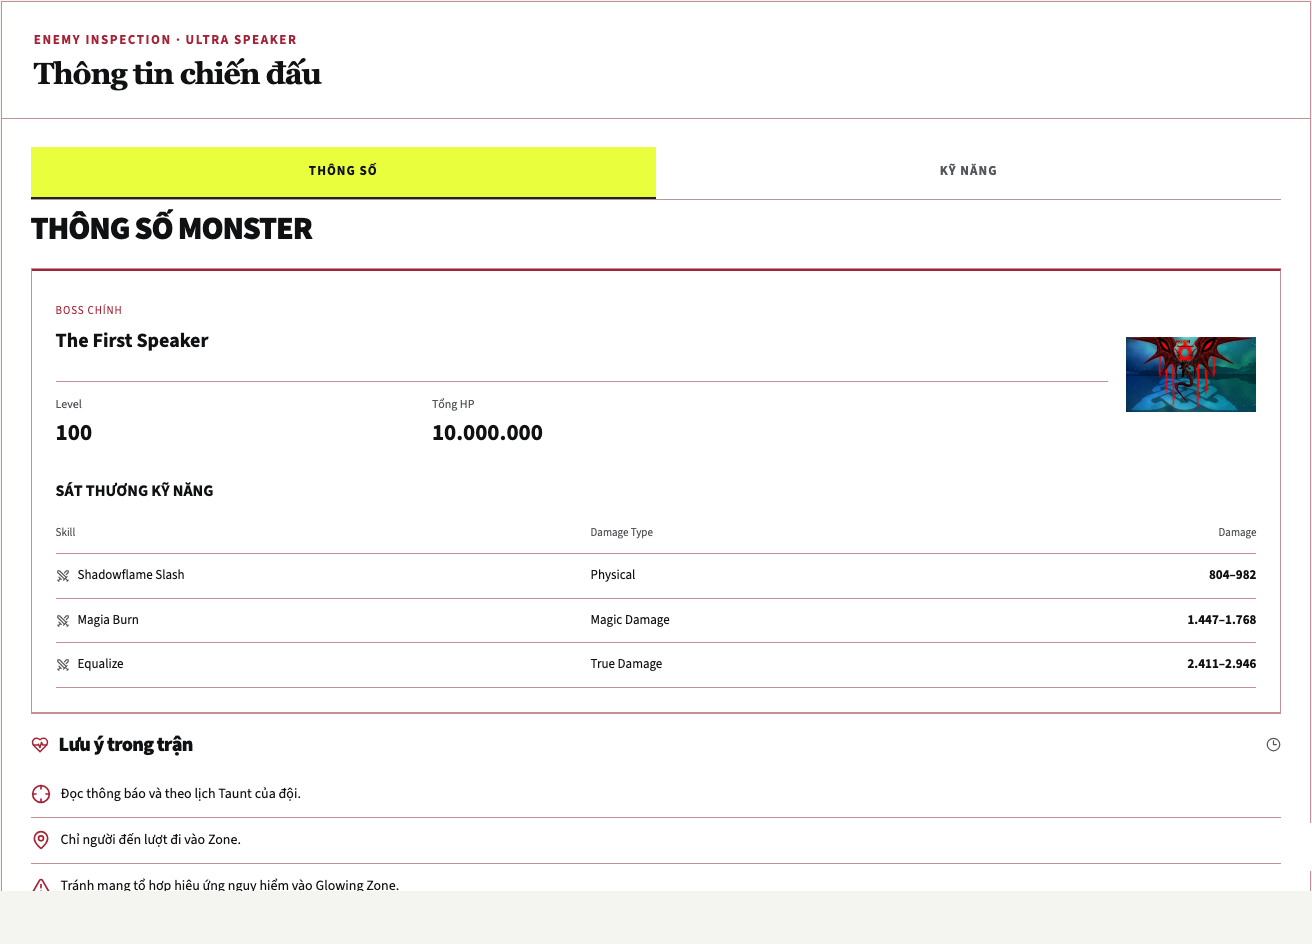 ENEMY INSPECTION · ULTRA SPEAKER
Thông tin chiến đấu
THÔNG SỐ
KỸ NĂNG
THÔNG SỐ MONSTER
BOSS CHÍNH
The First Speaker
Level
Tổng HP
100
10.000.000
SÁT THƯƠNG KỸ NĂNG
Skill Damage Type Damage
Shadowflame Slash Physical 804–982
Magia Burn Magic Damage 1.447–1.768
Equalize True Damage 2.411–2.946
Lưu ý trong trận
Đọc thông báo và theo lịch Taunt của đội.
Chỉ người đến lượt đi vào Zone.
Tránh mang tổ hợp hiệu ứng nguy hiểm vào Glowing Zone.